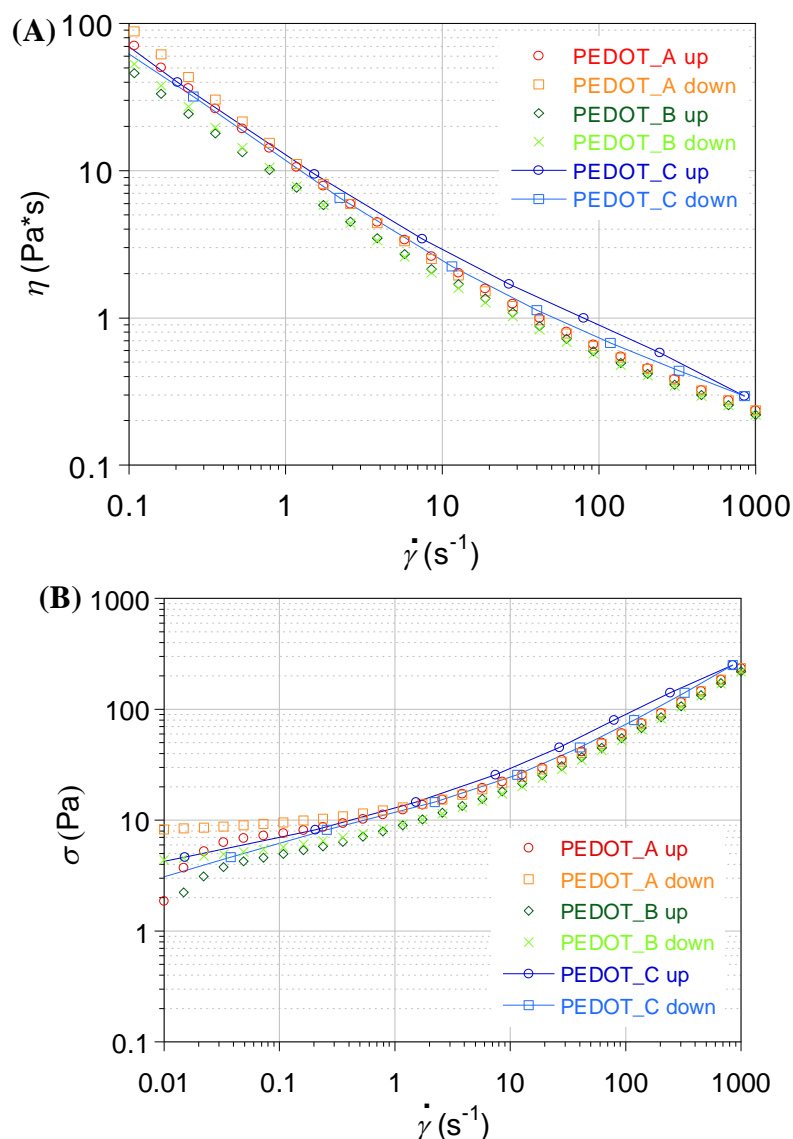 (A)
100
10
1
0.1
η (Pa*s)
PEDOT_A up
PEDOT_A down
PEDOT_B up
PEDOT_B down
PEDOT_C up
PEDOT_C down
0.1 1 10 100 1000
γ̇ (s⁻¹)
(B)
1000
100
10
1
0.1
σ (Pa)
PEDOT_A up
PEDOT_A down
PEDOT_B up
PEDOT_B down
PEDOT_C up
PEDOT_C down
0.01 0.1 1 10 100 1000
γ̇ (s⁻¹)